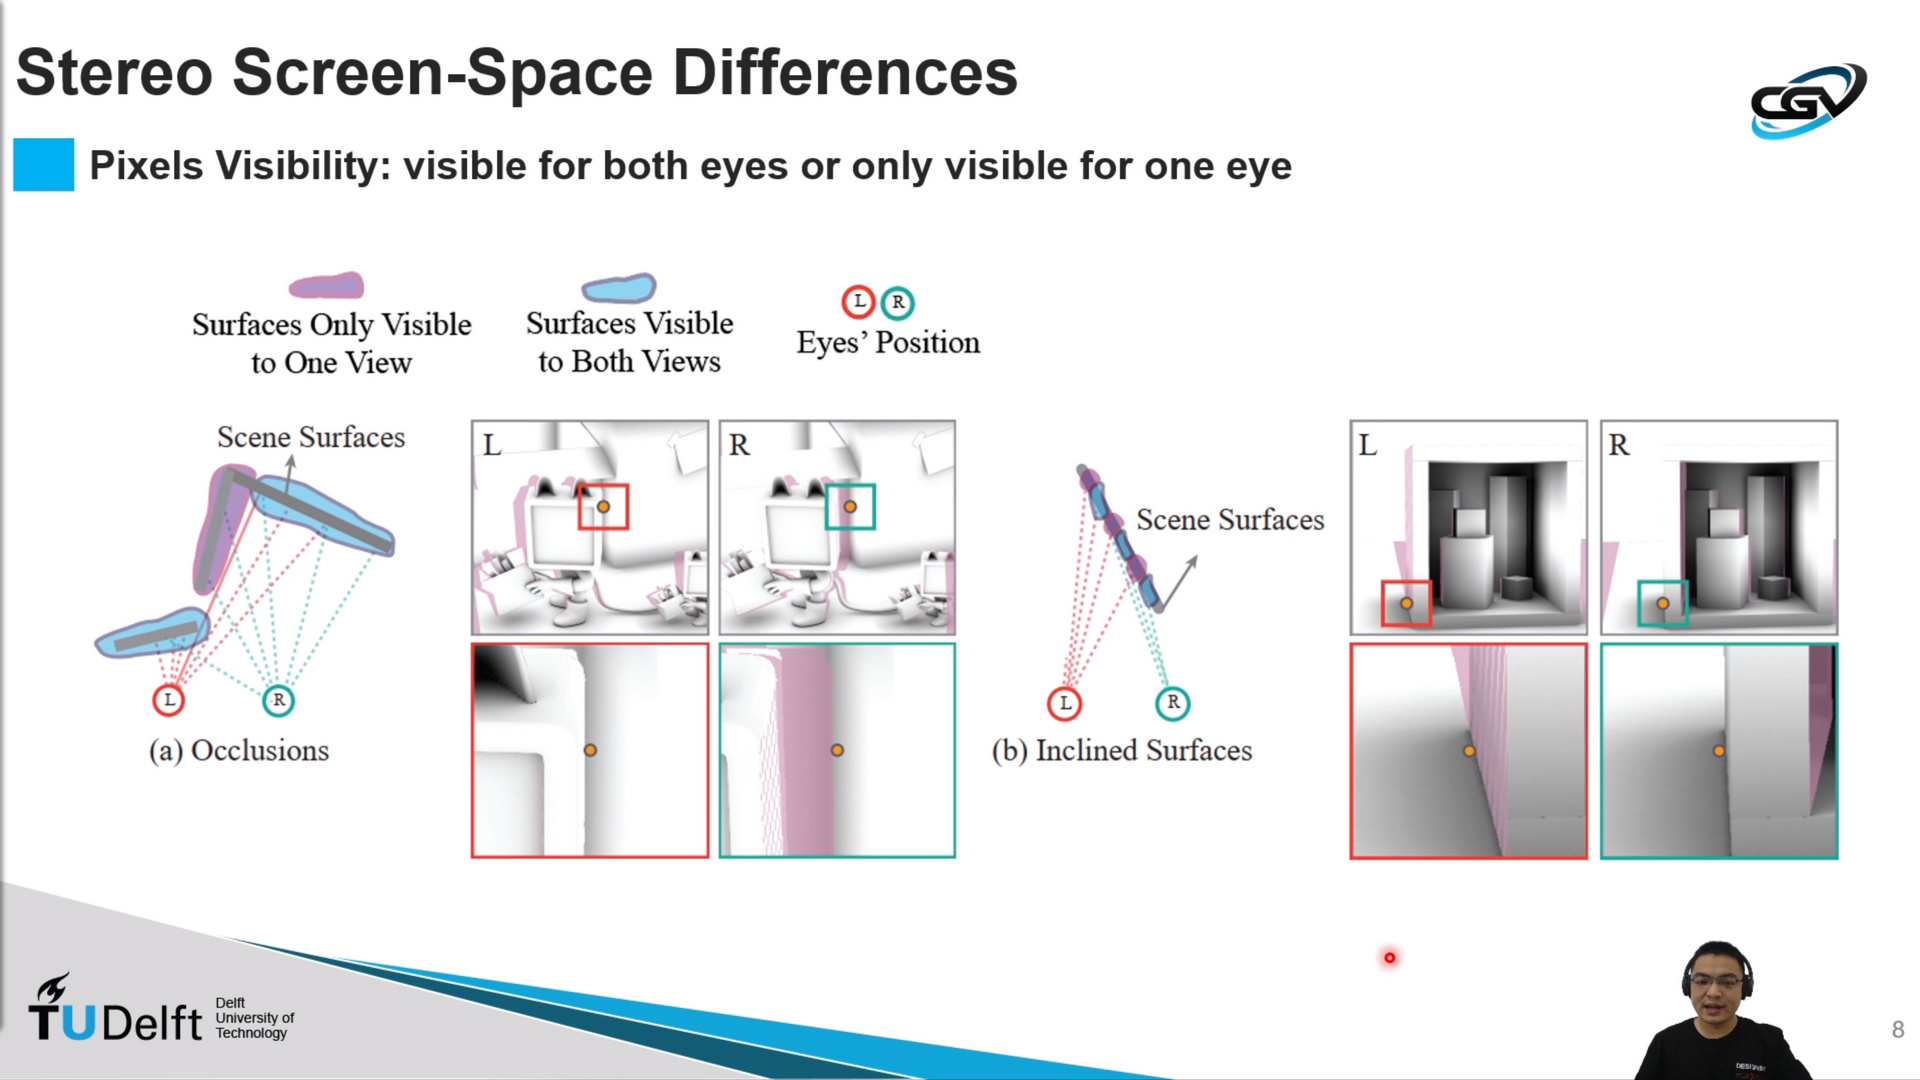 Stereo Screen-Space Differences
CGV
Pixels Visibility: visible for both eyes or only visible for one eye
Surfaces Only Visible
to One View
Surfaces Visible
to Both Views
L R
Eyes' Position
Scene Surfaces
L
R
L
R
(a) Occlusions
Scene Surfaces
L
R
L
R
(b) Inclined Surfaces
TUDelft
Delft
University of
Technology
8